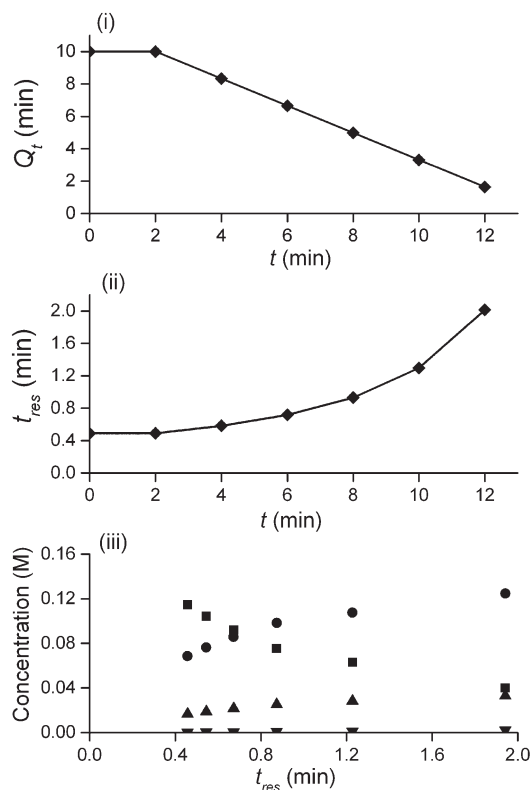 (i)
10
8
6
4
2
0
Q_t (min)
0 2 4 6 8 10 12
t (min)
(ii)
2.0
1.6
1.2
0.8
0.4
0.0
t_res (min)
0 2 4 6 8 10 12
t (min)
(iii)
0.16
0.12
0.08
0.04
0.00
Concentration (M)
0.0 0.4 0.8 1.2 1.6 2.0
t_res (min)